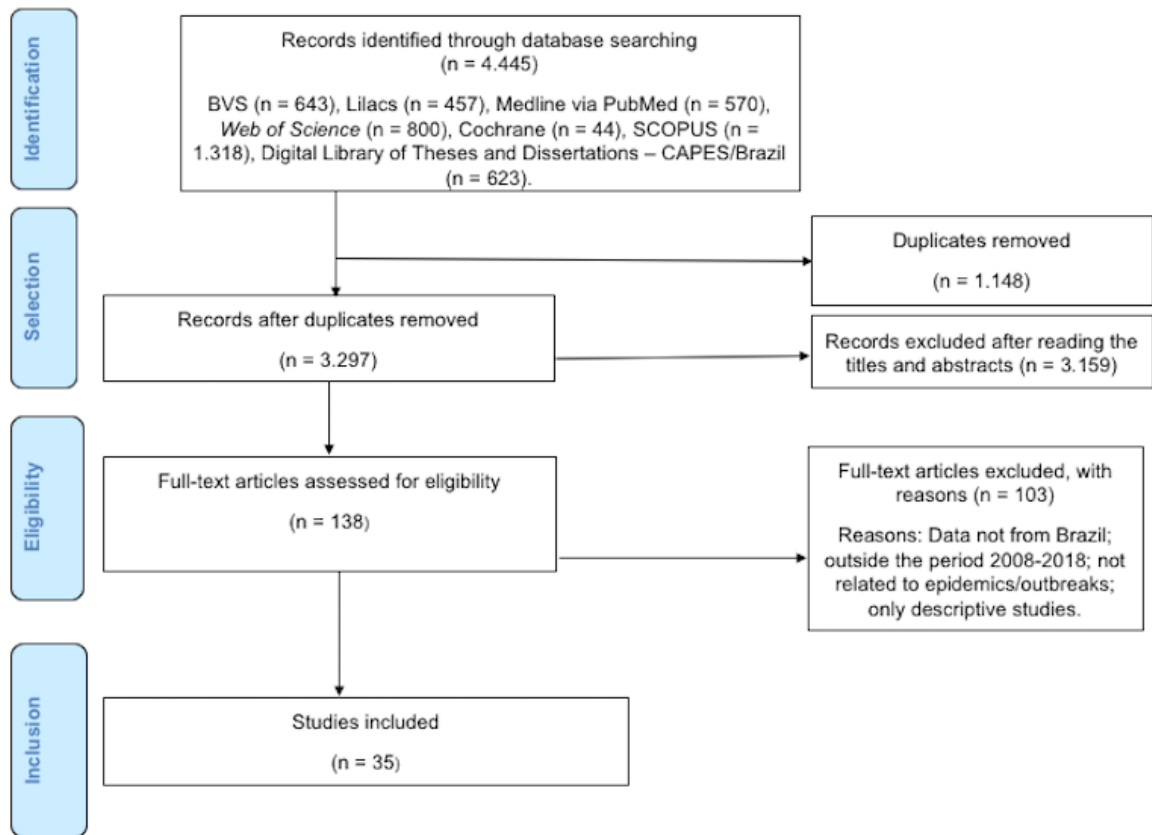 Identification
Records identified through database searching
(n = 4.445)
BVS (n = 643), Lilacs (n = 457), Medline via PubMed (n = 570),
Web of Science (n = 800), Cochrane (n = 44), SCOPUS (n =
1.318), Digital Library of Theses and Dissertations – CAPES/Brazil
(n = 623).
Selection
Duplicates removed
(n = 1.148)
Records after duplicates removed
(n = 3.297)
Records excluded after reading the
titles and abstracts (n = 3.159)
Eligibility
Full-text articles assessed for eligibility
(n = 138)
Full-text articles excluded, with
reasons (n = 103)
Reasons: Data not from Brazil;
outside the period 2008-2018; not
related to epidemics/outbreaks;
only descriptive studies.
Inclusion
Studies included
(n = 35)